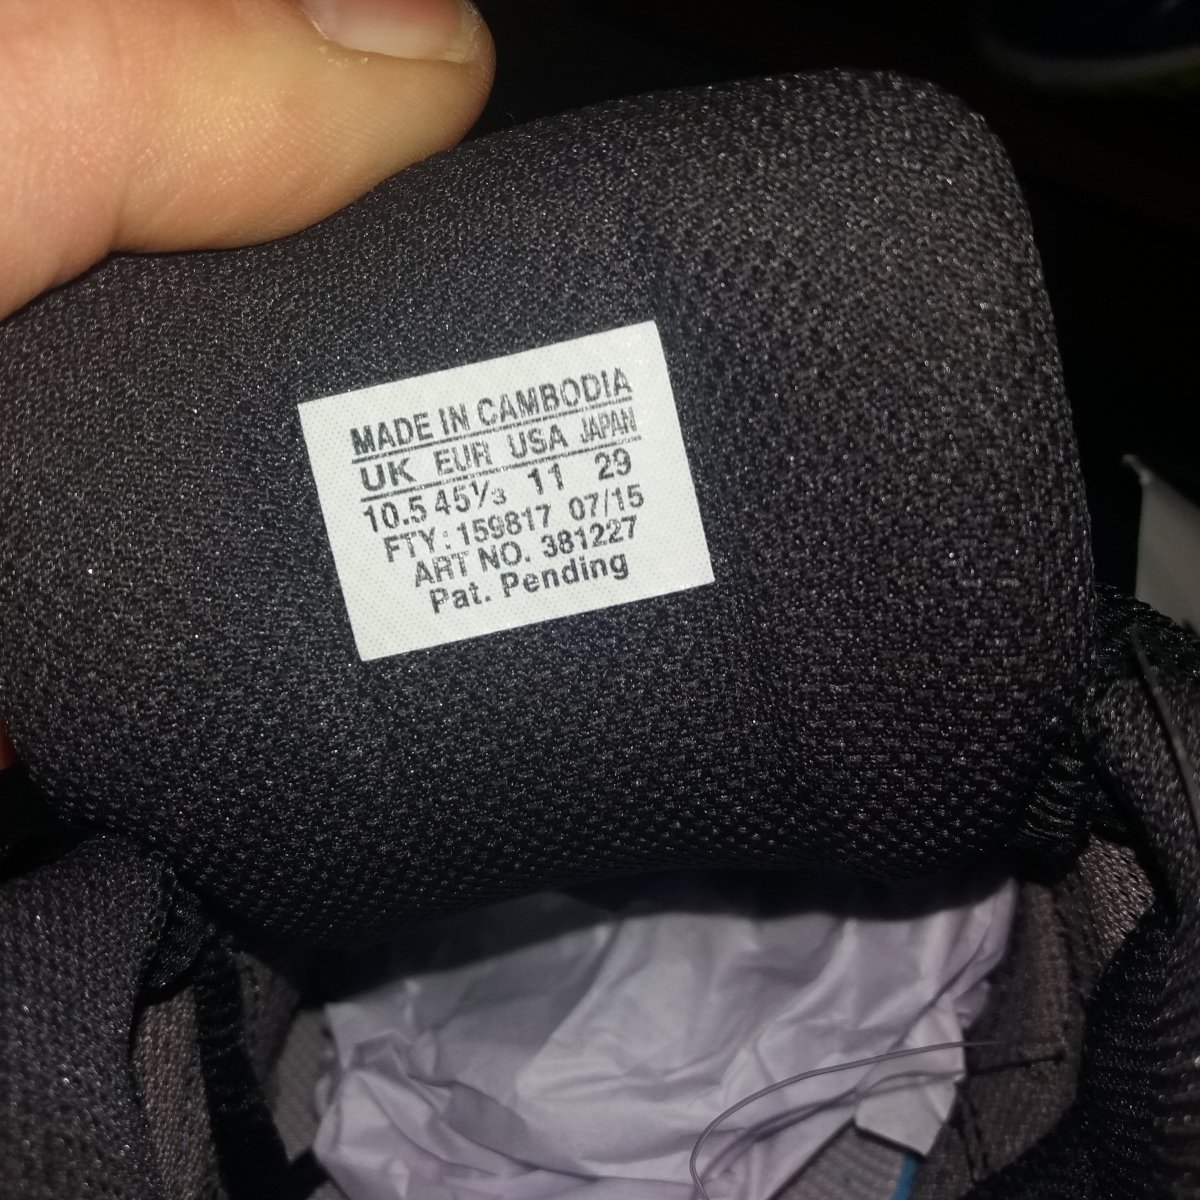 MADE IN CAMBODIA
UK EUR USA JAPAN
10.5 45⅓ 11 29
FTY: 159817 07/15
ART NO. 381227
Pat. Pending